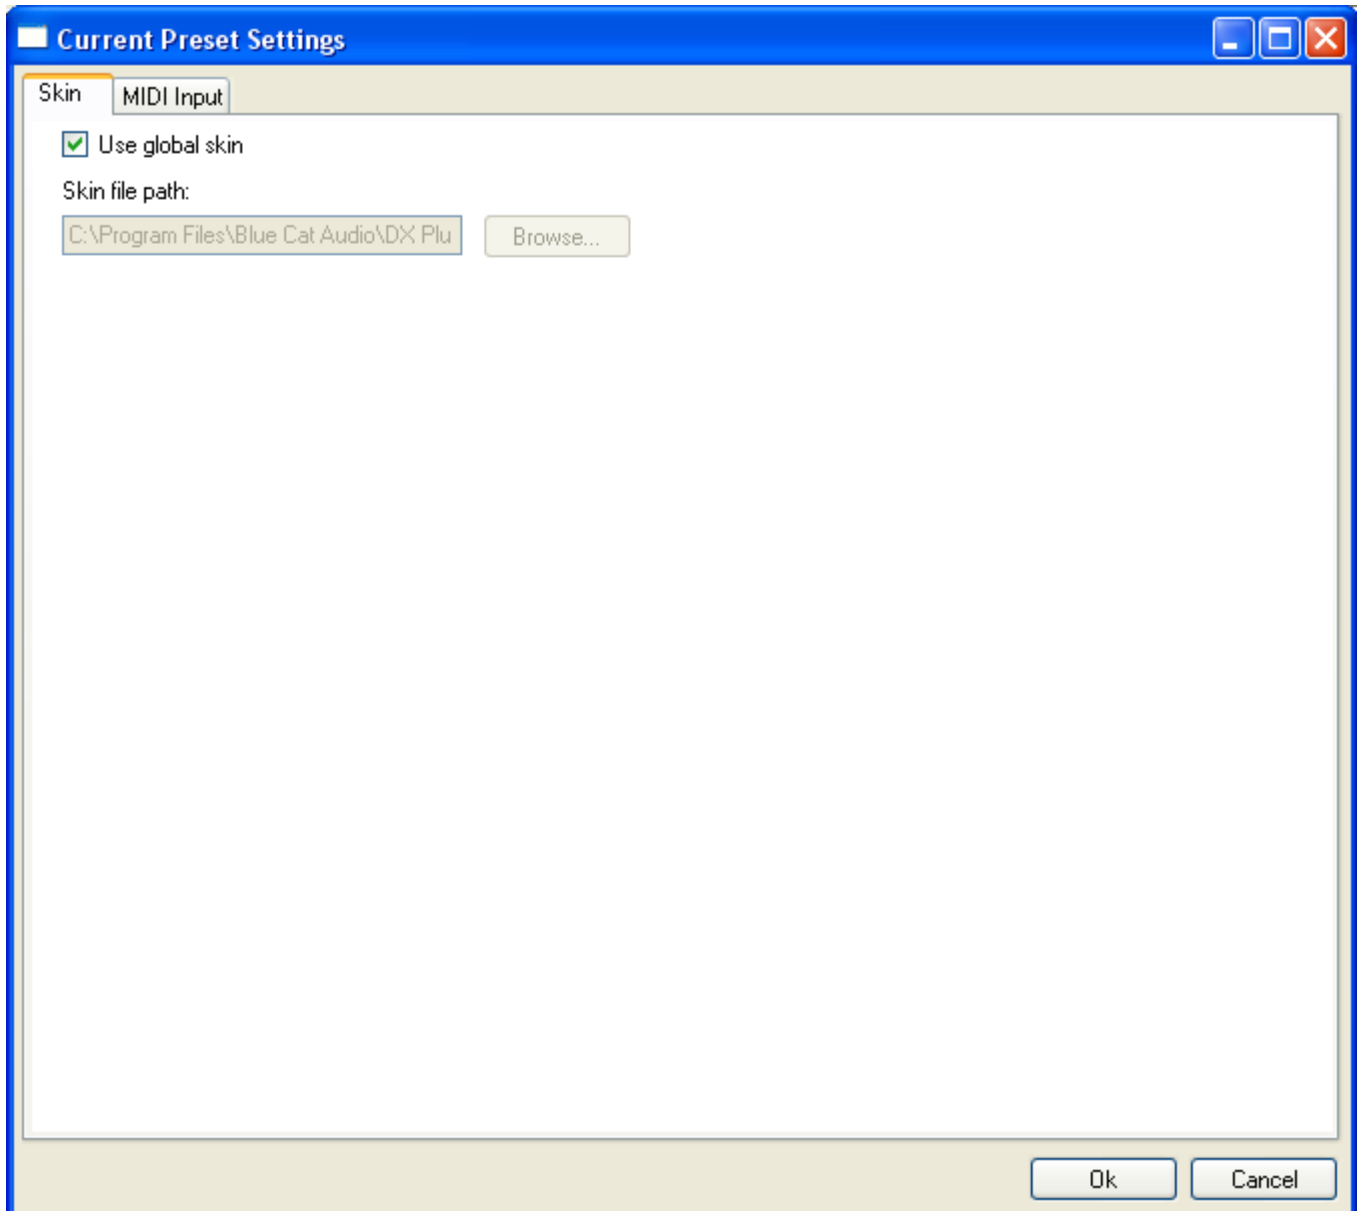 Current Preset Settings
Skin MIDI Input
Use global skin
Skin file path:
C:\Program Files\Blue Cat Audio\DX Plu Browse...
Ok Cancel